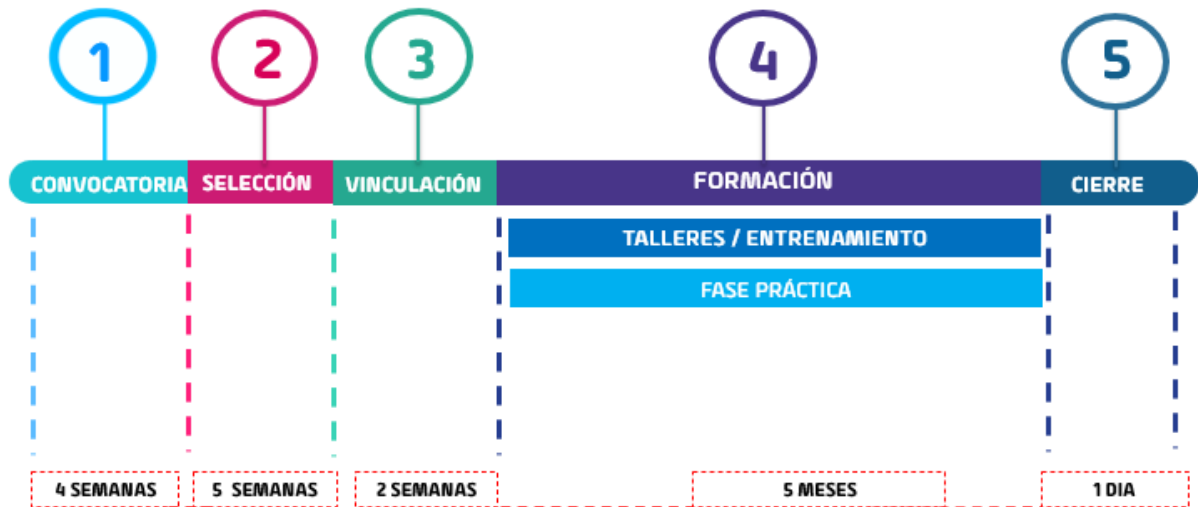 1
2
3
4
5
CONVOCATORIA
SELECCIÓN
VINCULACIÓN
FORMACIÓN
CIERRE
TALLERES / ENTRENAMIENTO
FASE PRÁCTICA
4 SEMANAS
5 SEMANAS
2 SEMANAS
5 MESES
1 DIA